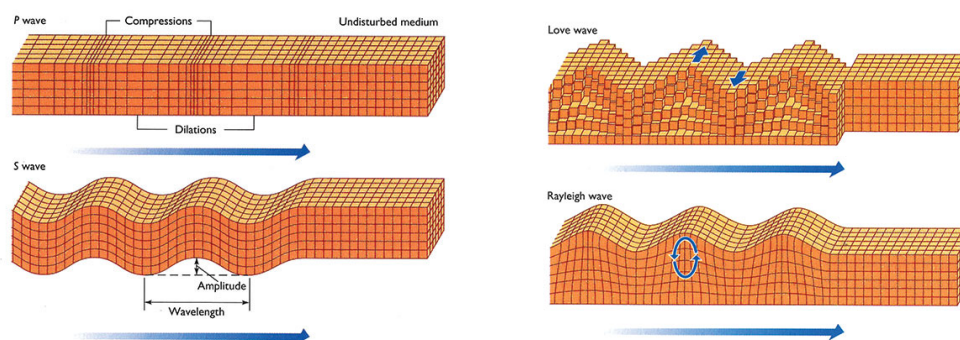 P wave
Compressions
Undisturbed medium
Dilations
S wave
Amplitude
Wavelength
Love wave
Rayleigh wave